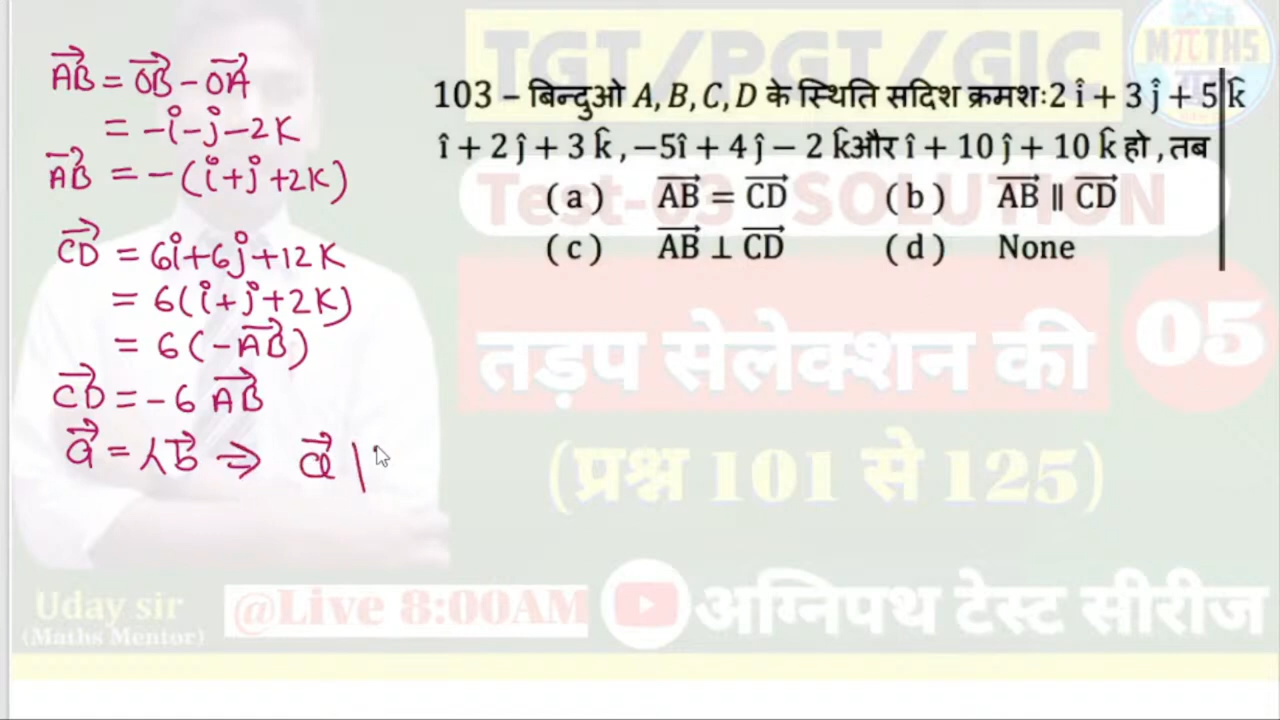 TGT/PGT/GIC
MπTHS
AB⃗ = OB⃗ - OA⃗
= -i-j-2K
AB⃗ = -(i+j+2K)
CD⃗ = 6i+6j+12K
= 6(i+j+2K)
= 6(-AB⃗)
CD⃗ = -6 AB⃗
a⃗ = λb⃗ ⇒ a⃗ |
103 – बिन्दुओ A, B, C, D के स्थिति सदिश क्रमशः2 î + 3 ĵ + 5 k̂
î + 2 ĵ + 3 k̂ , −5î + 4 ĵ − 2 k̂और î + 10 ĵ + 10 k̂ हो , तब
( a ) AB⃗ = CD⃗ ( b ) AB⃗ ∥ CD⃗
( c ) AB⃗ ⊥ CD⃗ ( d ) None
Test-03 SOLUTION
तड़प सेलेक्शन की 05
(प्रश्न 101 से 125)
Uday sir
(Maths Mentor)
@Live 8:00AM
अग्निपथ टेस्ट सीरीज